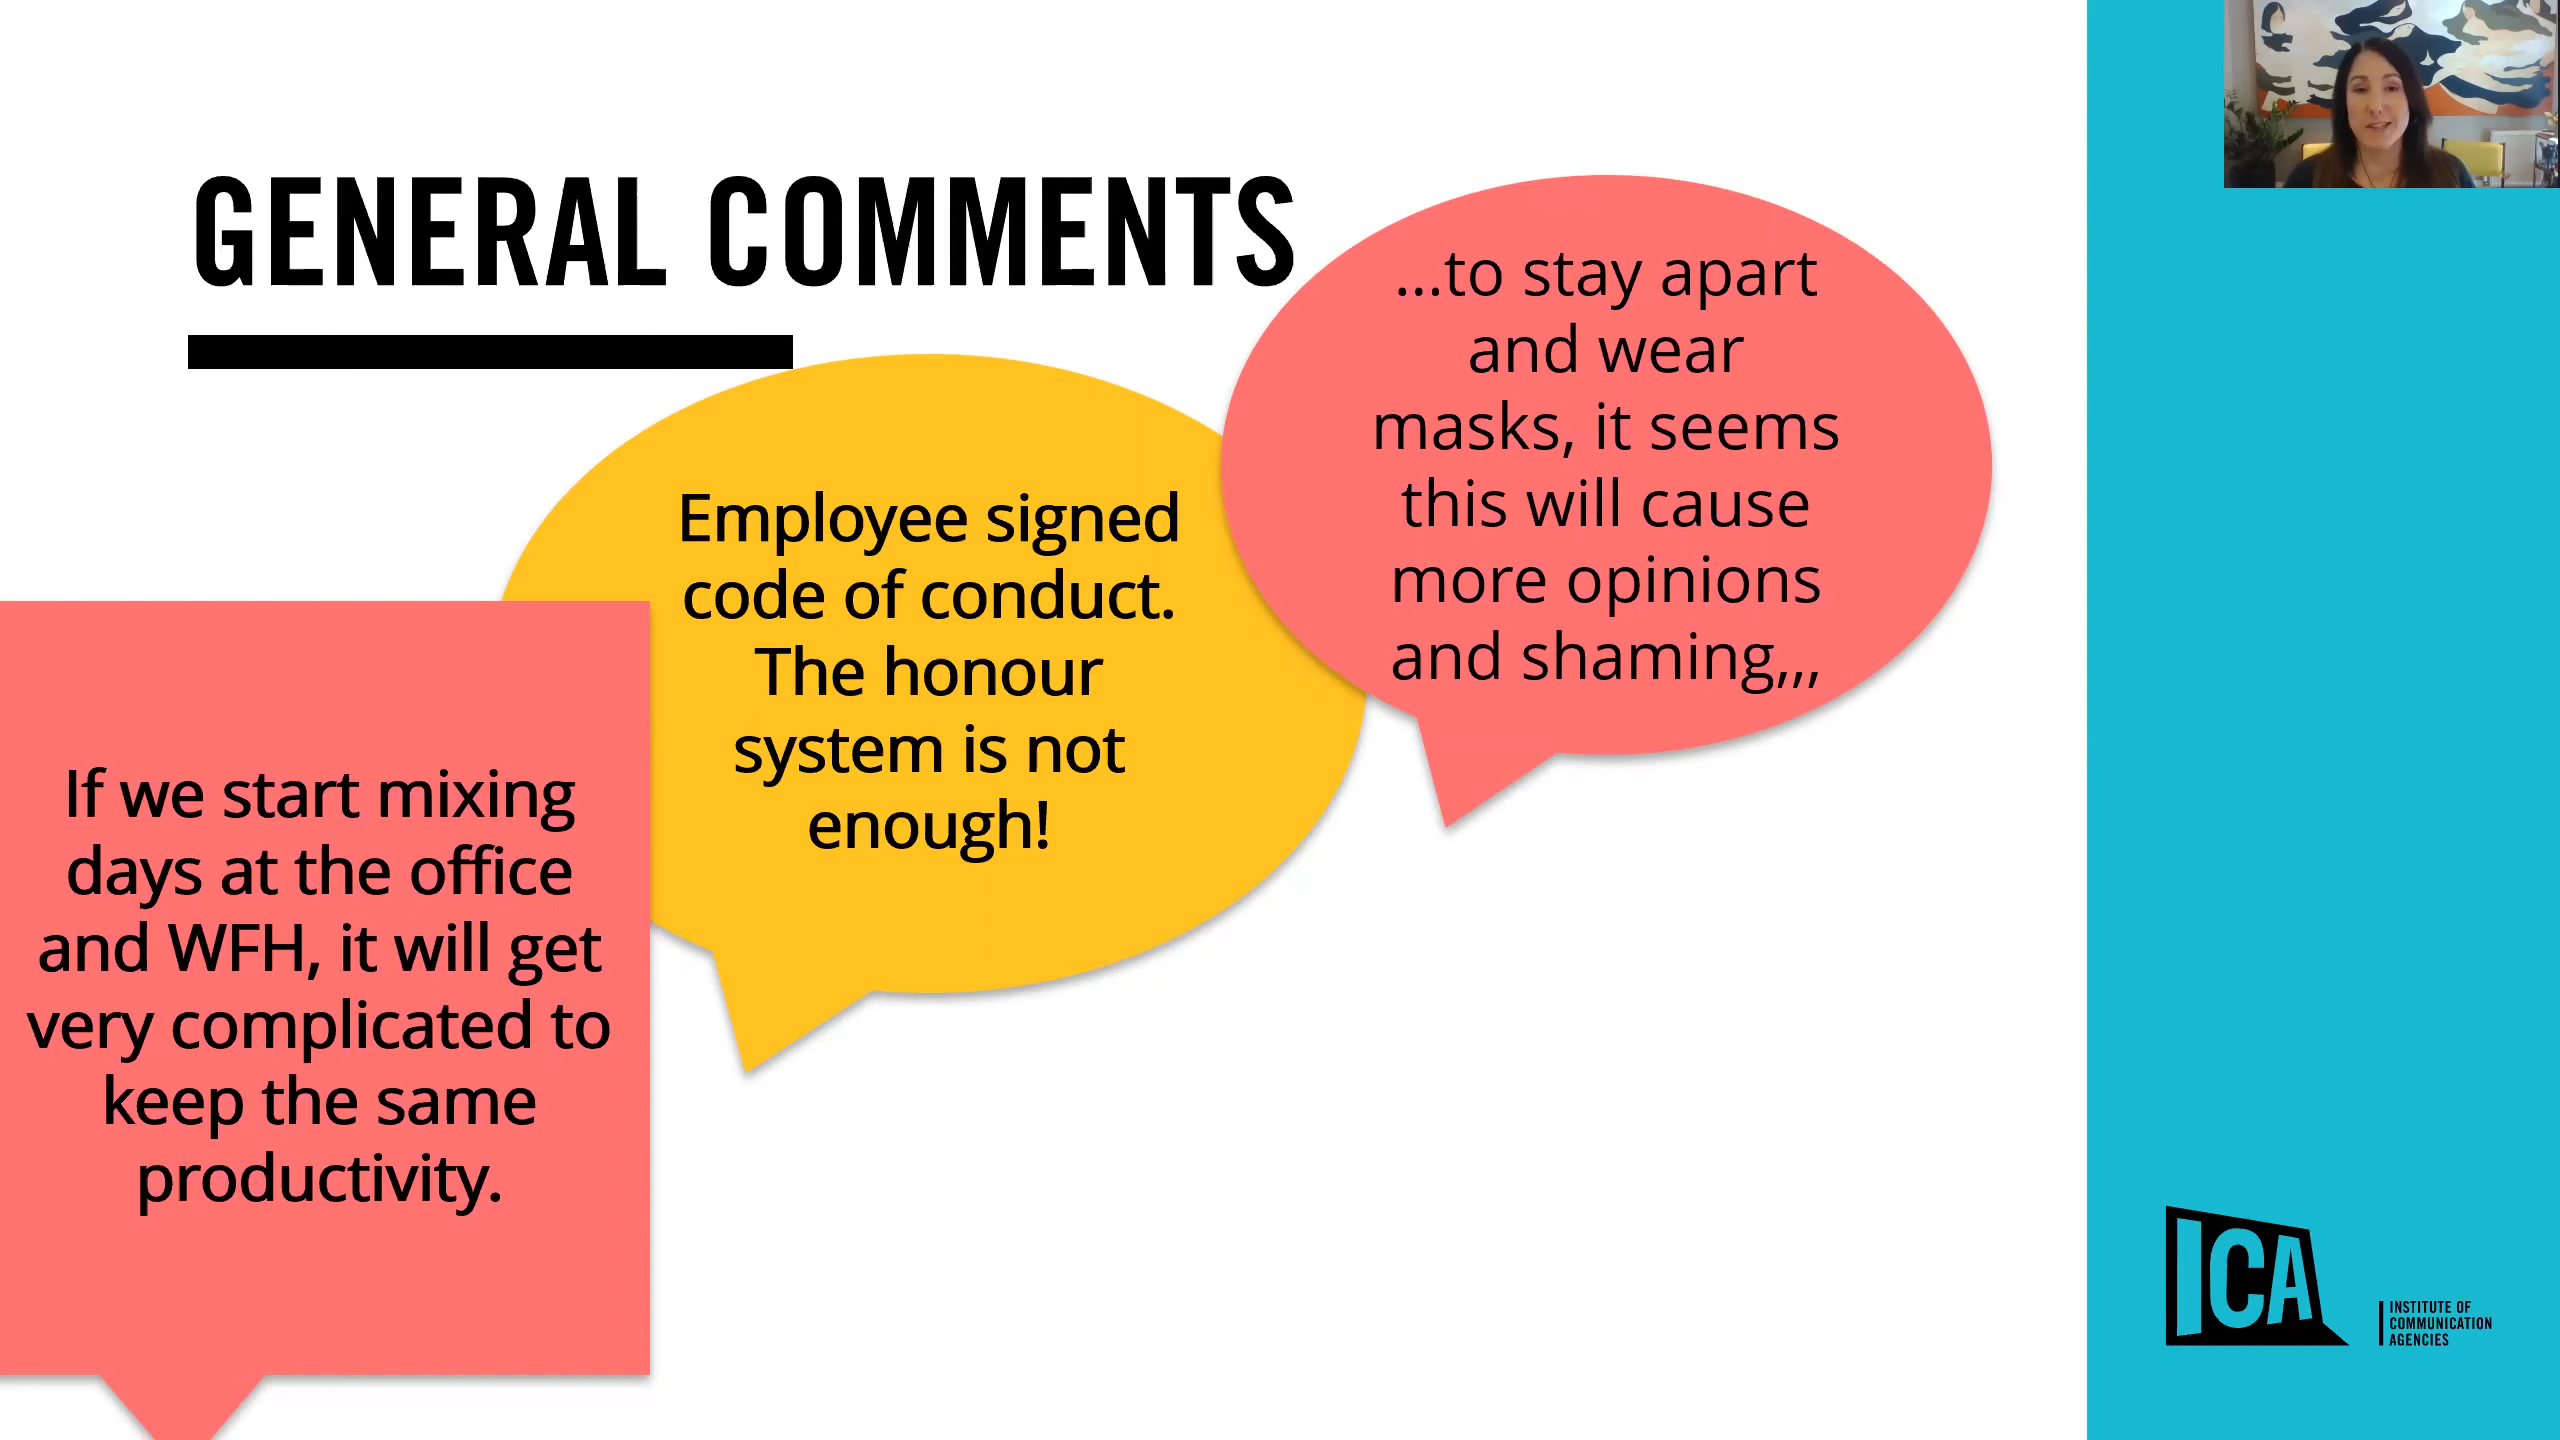 GENERAL COMMENTS
...to stay apart
and wear
masks, it seems
this will cause
more opinions
and shaming,,,
Employee signed
code of conduct.
The honour
system is not
enough!
If we start mixing
days at the office
and WFH, it will get
very complicated to
keep the same
productivity.
ICA
INSTITUTE OF
COMMUNICATION
AGENCIES